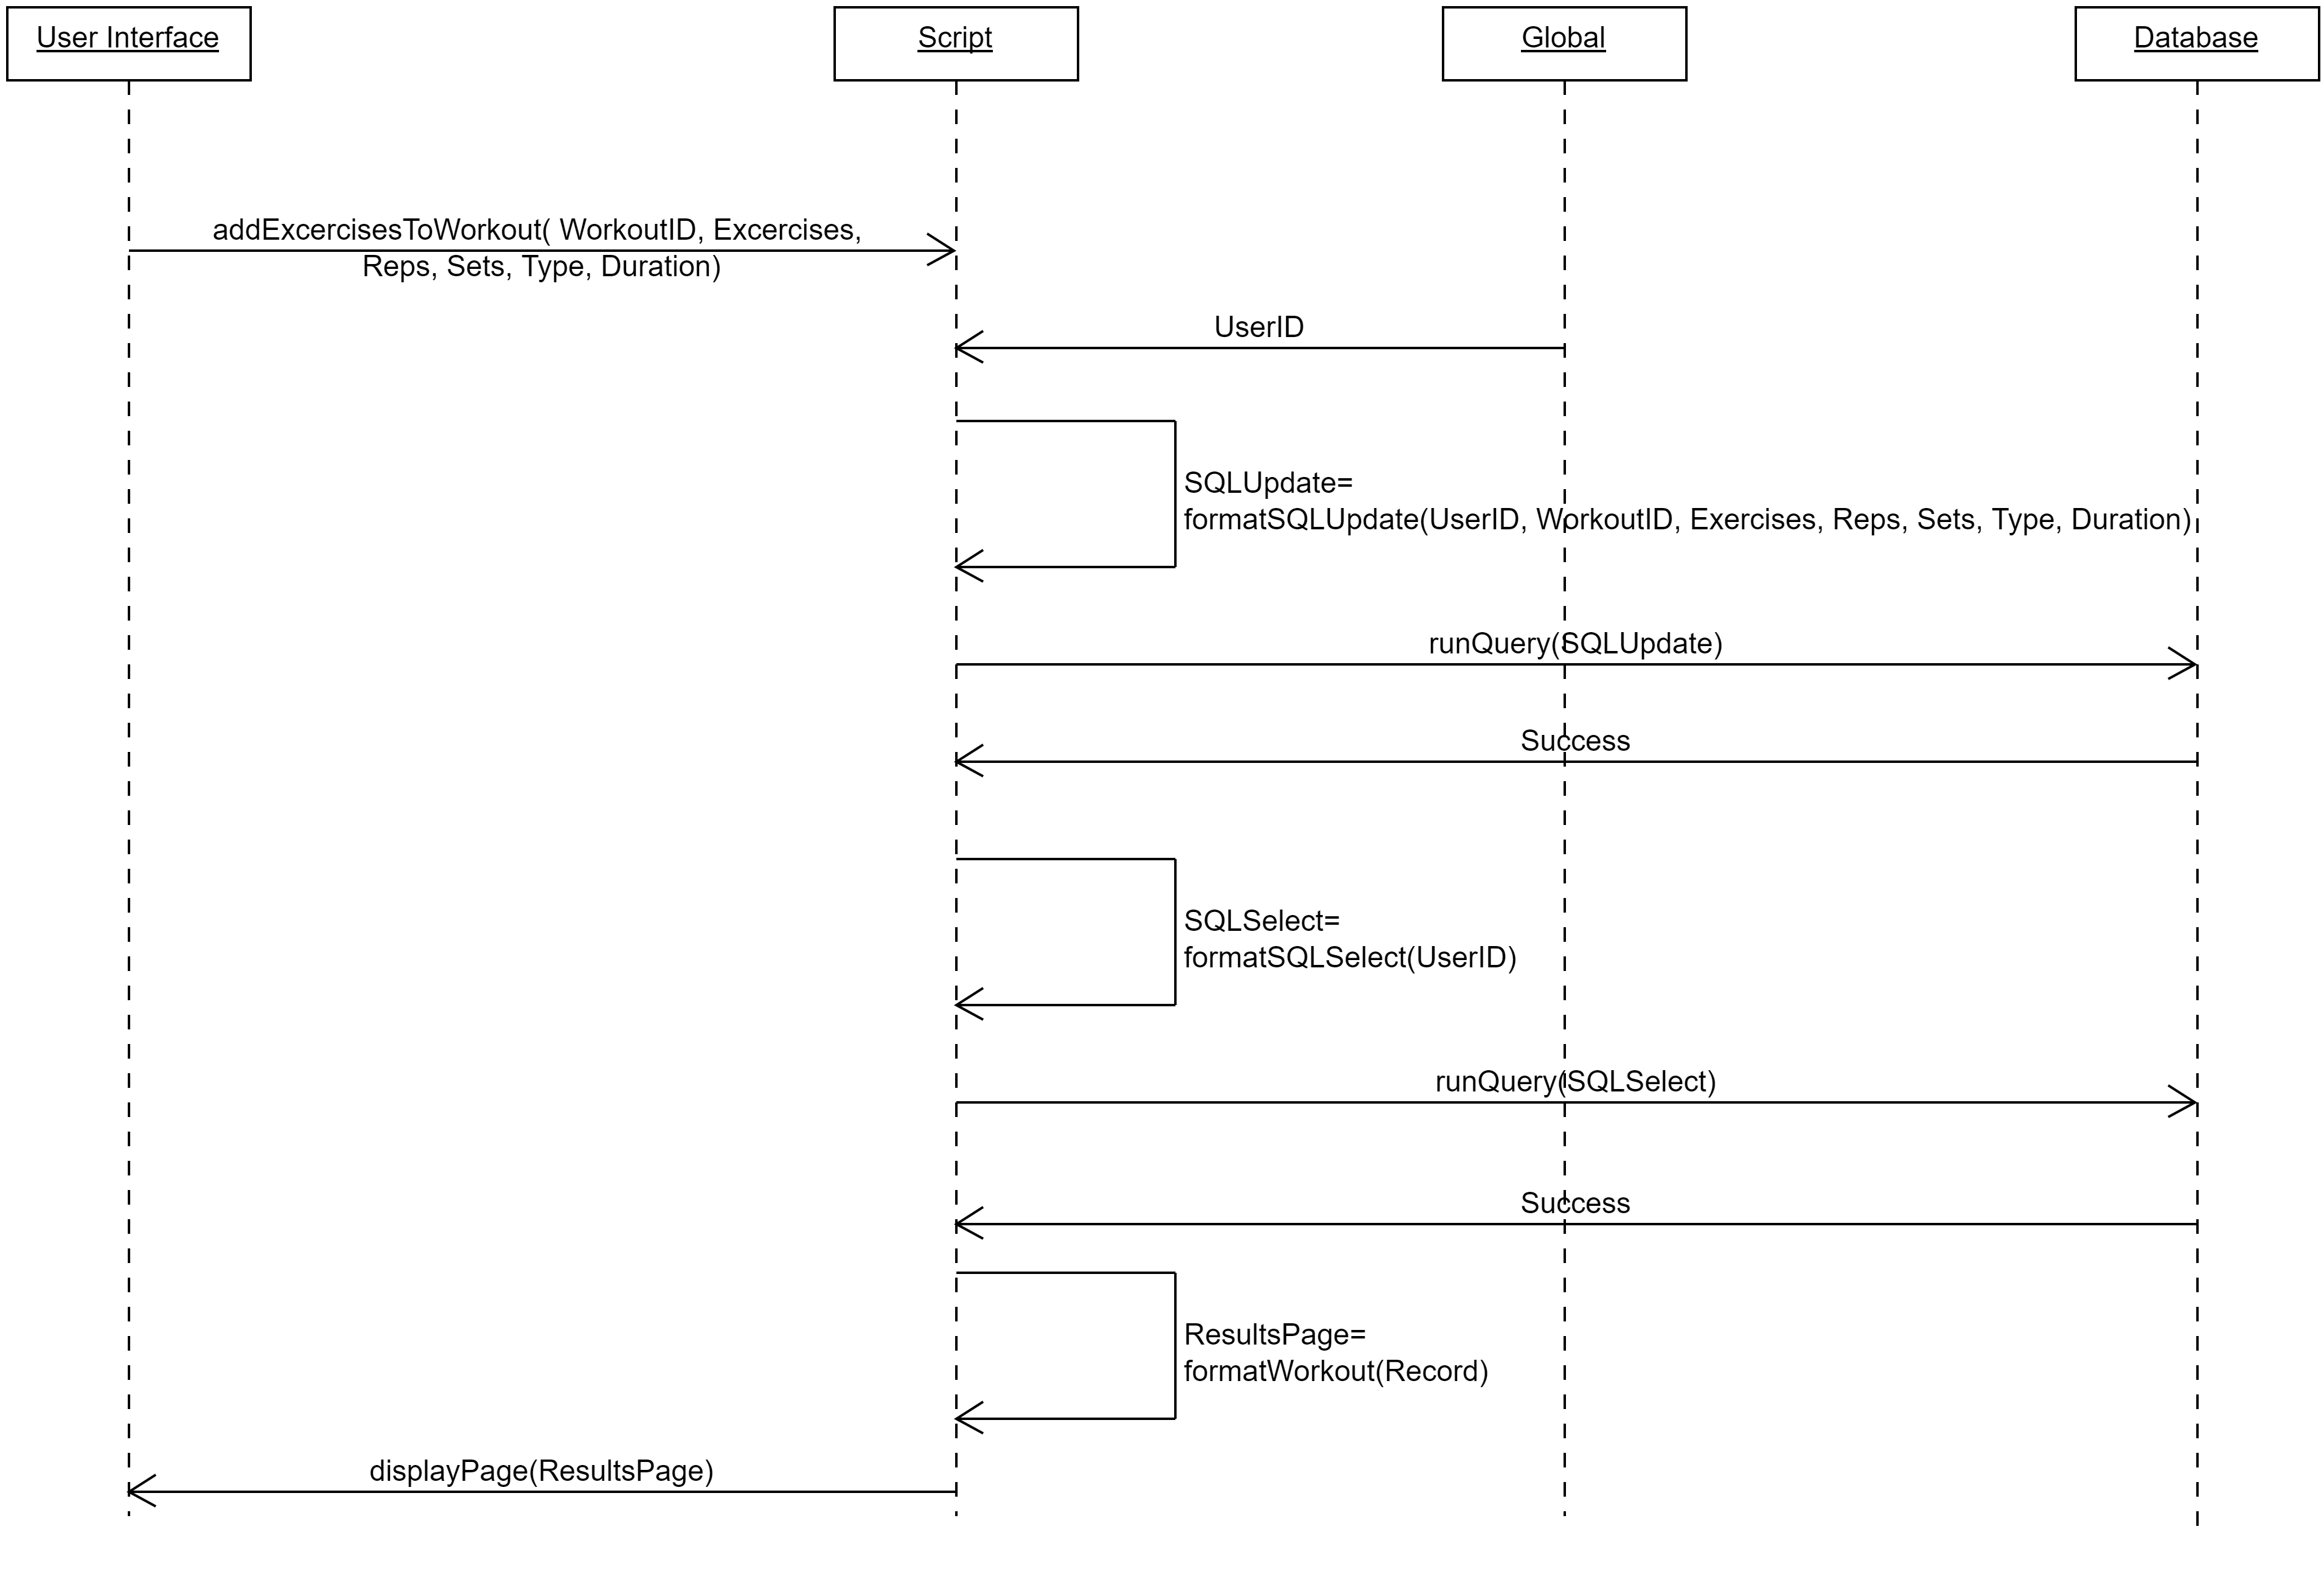 User Interface
Script
Global
Database
addExcercisesToWorkout( WorkoutID, Excercises,
Reps, Sets, Type, Duration)
UserID
SQLUpdate=
formatSQLUpdate(UserID, WorkoutID, Exercises, Reps, Sets, Type, Duration)
runQuery(SQLUpdate)
Success
SQLSelect=
formatSQLSelect(UserID)
runQuery(SQLSelect)
Success
ResultsPage=
formatWorkout(Record)
displayPage(ResultsPage)